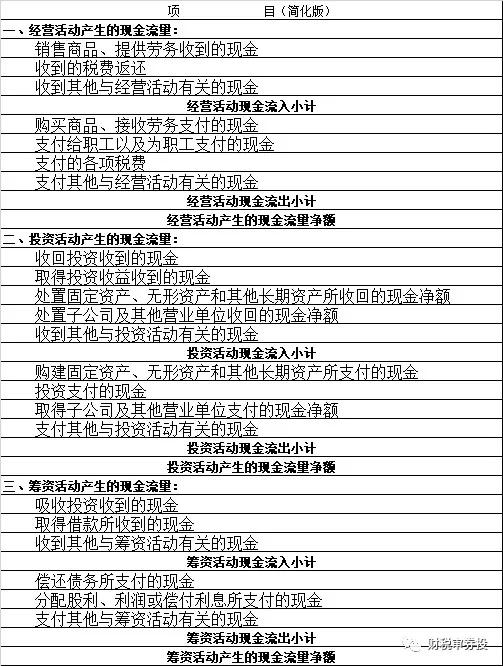 项 目（简化版）
一、经营活动产生的现金流量：
销售商品、提供劳务收到的现金
收到的税费返还
收到其他与经营活动有关的现金
经营活动现金流入小计
购买商品、接收劳务支付的现金
支付给职工以及为职工支付的现金
支付的各项税费
支付其他与经营活动有关的现金
经营活动现金流出小计
经营活动产生的现金流量净额
二、投资活动产生的现金流量：
收回投资收到的现金
取得投资收益收到的现金
处置固定资产、无形资产和其他长期资产所收回的现金净额
处置子公司及其他营业单位收回的现金净额
收到其他与投资活动有关的现金
投资活动现金流入小计
购建固定资产、无形资产和其他长期资产所支付的现金
投资支付的现金
取得子公司及其他营业单位支付的现金净额
支付其他与投资活动有关的现金
投资活动现金流出小计
投资活动产生的现金流量净额
三、筹资活动产生的现金流量：
吸收投资收到的现金
取得借款所收到的现金
收到其他与筹资活动有关的现金
筹资活动现金流入小计
偿还债务所支付的现金
分配股利、利润或偿付利息所支付的现金
支付其他与筹资活动有关的现金
筹资活动现金流出小计
筹资活动产生的现金流量净额
财税审券投